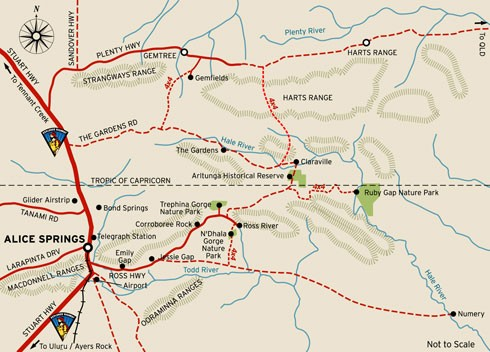 SANDOVER HWY
STUART HWY
To Tennent Creek
PLENTY HWY
GEMTREE
Plenty River
HARTS RANGE
To QLD
STRANGWAYS RANGE
4x4
Gemfields
4x4
HARTS RANGE
THE GARDENS RD
Hale River
The Gardens
Claraville
Arltunga Historical Reserve
TROPIC OF CAPRICORN
4x4
Ruby Gap Nature Park
Glider Airstrip
Bond Springs
TANAMI RD
Trephina Gorge
Nature Park
Corroboree Rock
Ross River
ALICE SPRINGS
Telegraph Station
N'Dhala
Gorge
Nature
Park
4x4
Emily
Gap
Jessie Gap
LARAPINTA DRV
MACDONNELL RANGES
ROSS HWY
Todd River
Airport
OORAMINNA RANGES
Hale River
STUART HWY
Numery
To Uluru / Ayers Rock
Not to Scale